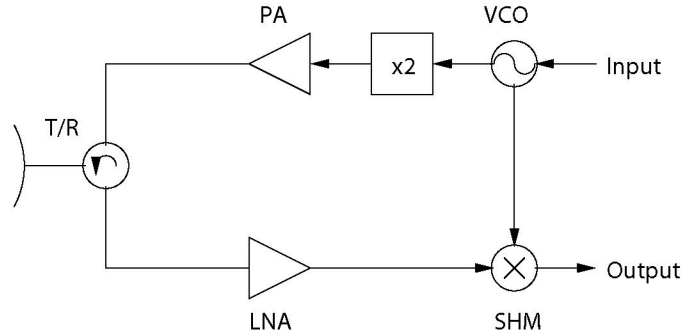 PA
VCO
x2
Input
T/R
Output
LNA
SHM